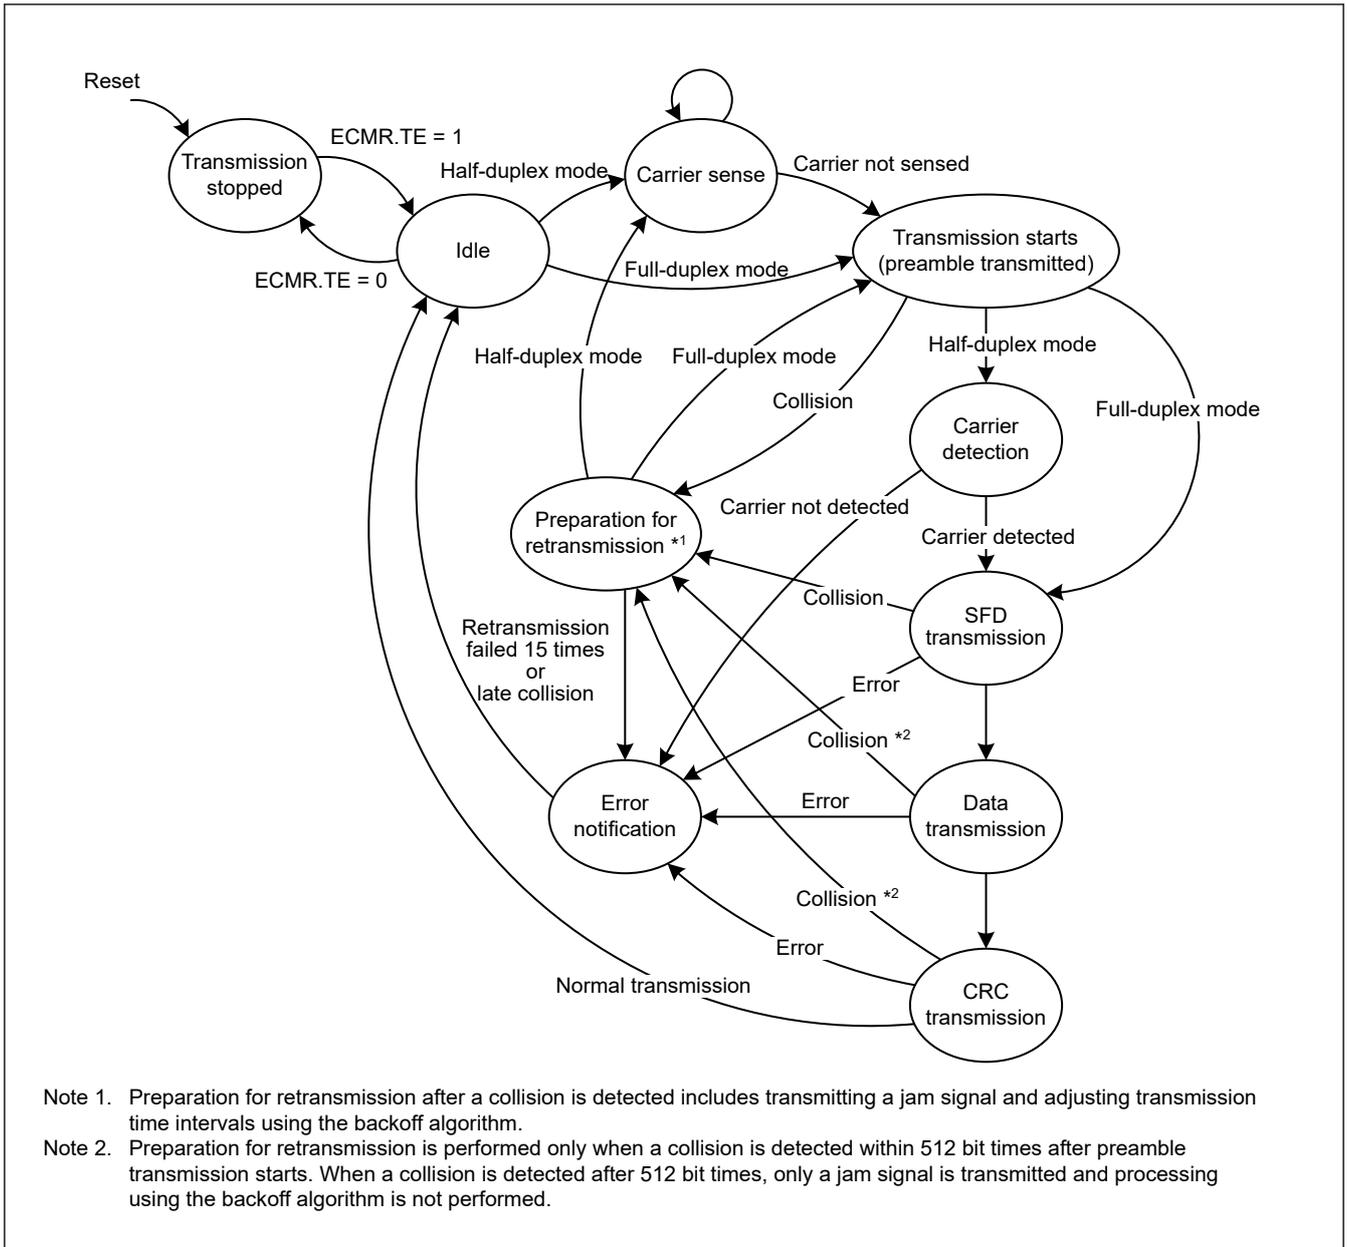 Reset
ECMR.TE = 1
Transmission
stopped
Half-duplex mode
Carrier sense
Carrier not sensed
Idle
Transmission starts
(preamble transmitted)
ECMR.TE = 0
Full-duplex mode
Half-duplex mode
Half-duplex mode
Full-duplex mode
Collision
Full-duplex mode
Carrier
detection
Carrier not detected
Preparation for
retransmission *1
Carrier detected
Collision
SFD
transmission
Retransmission
failed 15 times
or
late collision
Error
Collision *2
Error
notification
Error
Data
transmission
Collision *2
Error
Normal transmission
CRC
transmission
Note 1. Preparation for retransmission after a collision is detected includes transmitting a jam signal and adjusting transmission
time intervals using the backoff algorithm.
Note 2. Preparation for retransmission is performed only when a collision is detected within 512 bit times after preamble
transmission starts. When a collision is detected after 512 bit times, only a jam signal is transmitted and processing
using the backoff algorithm is not performed.